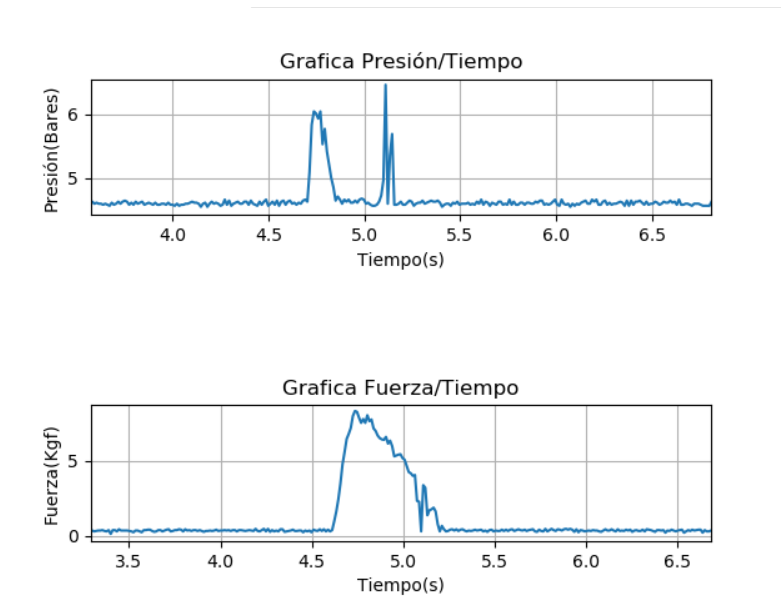 Grafica Presión/Tiempo
Presión(Bares)
6
5
4.0 4.5 5.0 5.5 6.0 6.5
Tiempo(s)
Grafica Fuerza/Tiempo
Fuerza(Kgf)
5
0
3.5 4.0 4.5 5.0 5.5 6.0 6.5
Tiempo(s)